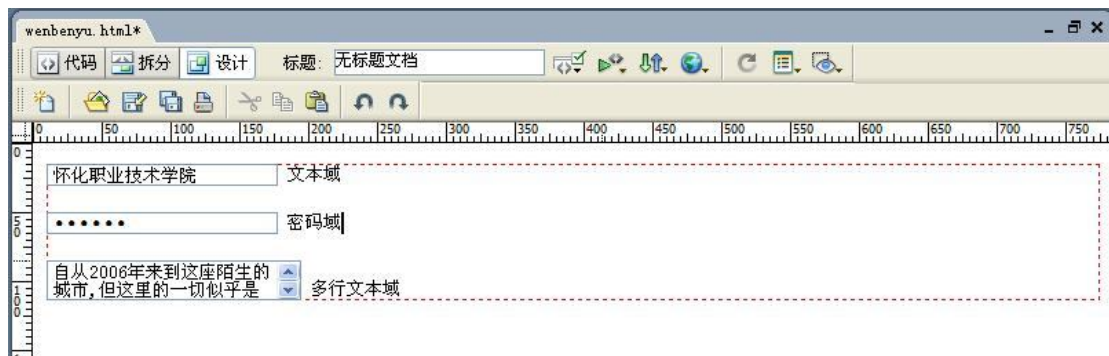 wenbenyu.html*
代码 拆分 设计 标题: 无标题文档
0 50 100 150 200 250 300 350 400 450 500 550 600 650 700 750
0
怀化职业技术学院 文本域
50
•••••• 密码域
自从2006年来到这座陌生的
城市,但这里的一切似乎是 多行文本域
100